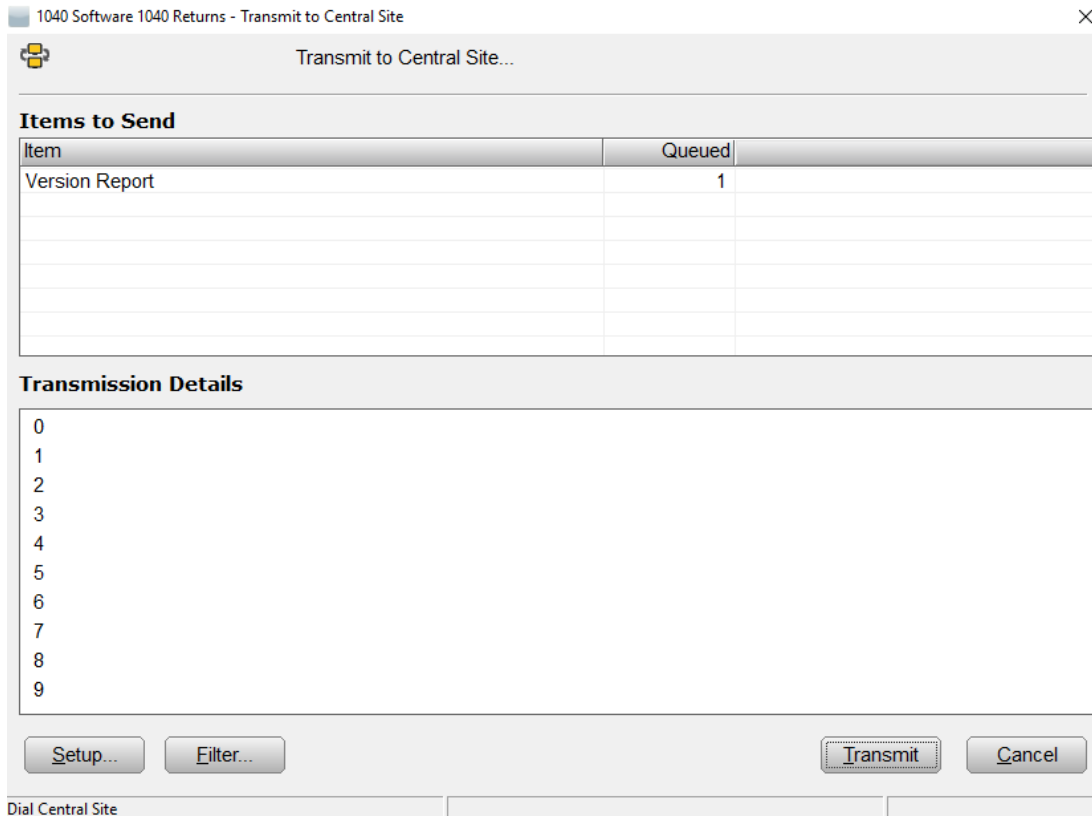 1040 Software 1040 Returns - Transmit to Central Site
Transmit to Central Site...
Items to Send
Item Queued
Version Report 1
Transmission Details
0
1
2
3
4
5
6
7
8
9
Setup... Filter... Transmit Cancel
Dial Central Site